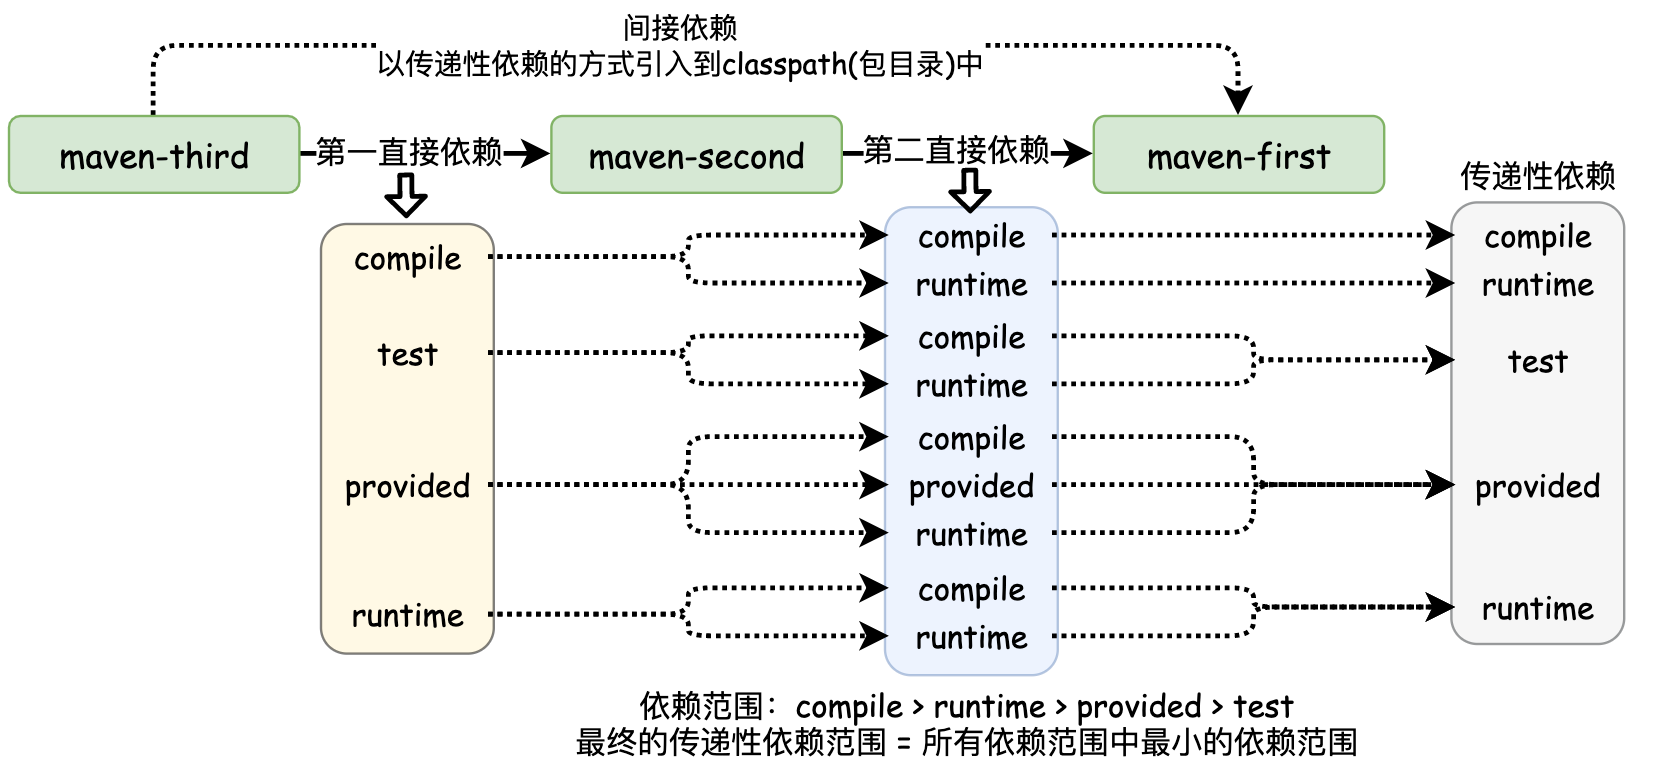 间接依赖
以传递性依赖的方式引入到classpath(包目录)中
maven-third
第一直接依赖
maven-second
第二直接依赖
maven-first
传递性依赖
compile
test
provided
runtime
compile
runtime
compile
runtime
compile
provided
runtime
compile
runtime
compile
runtime
test
provided
runtime
依赖范围：compile > runtime > provided > test
最终的传递性依赖范围 = 所有依赖范围中最小的依赖范围